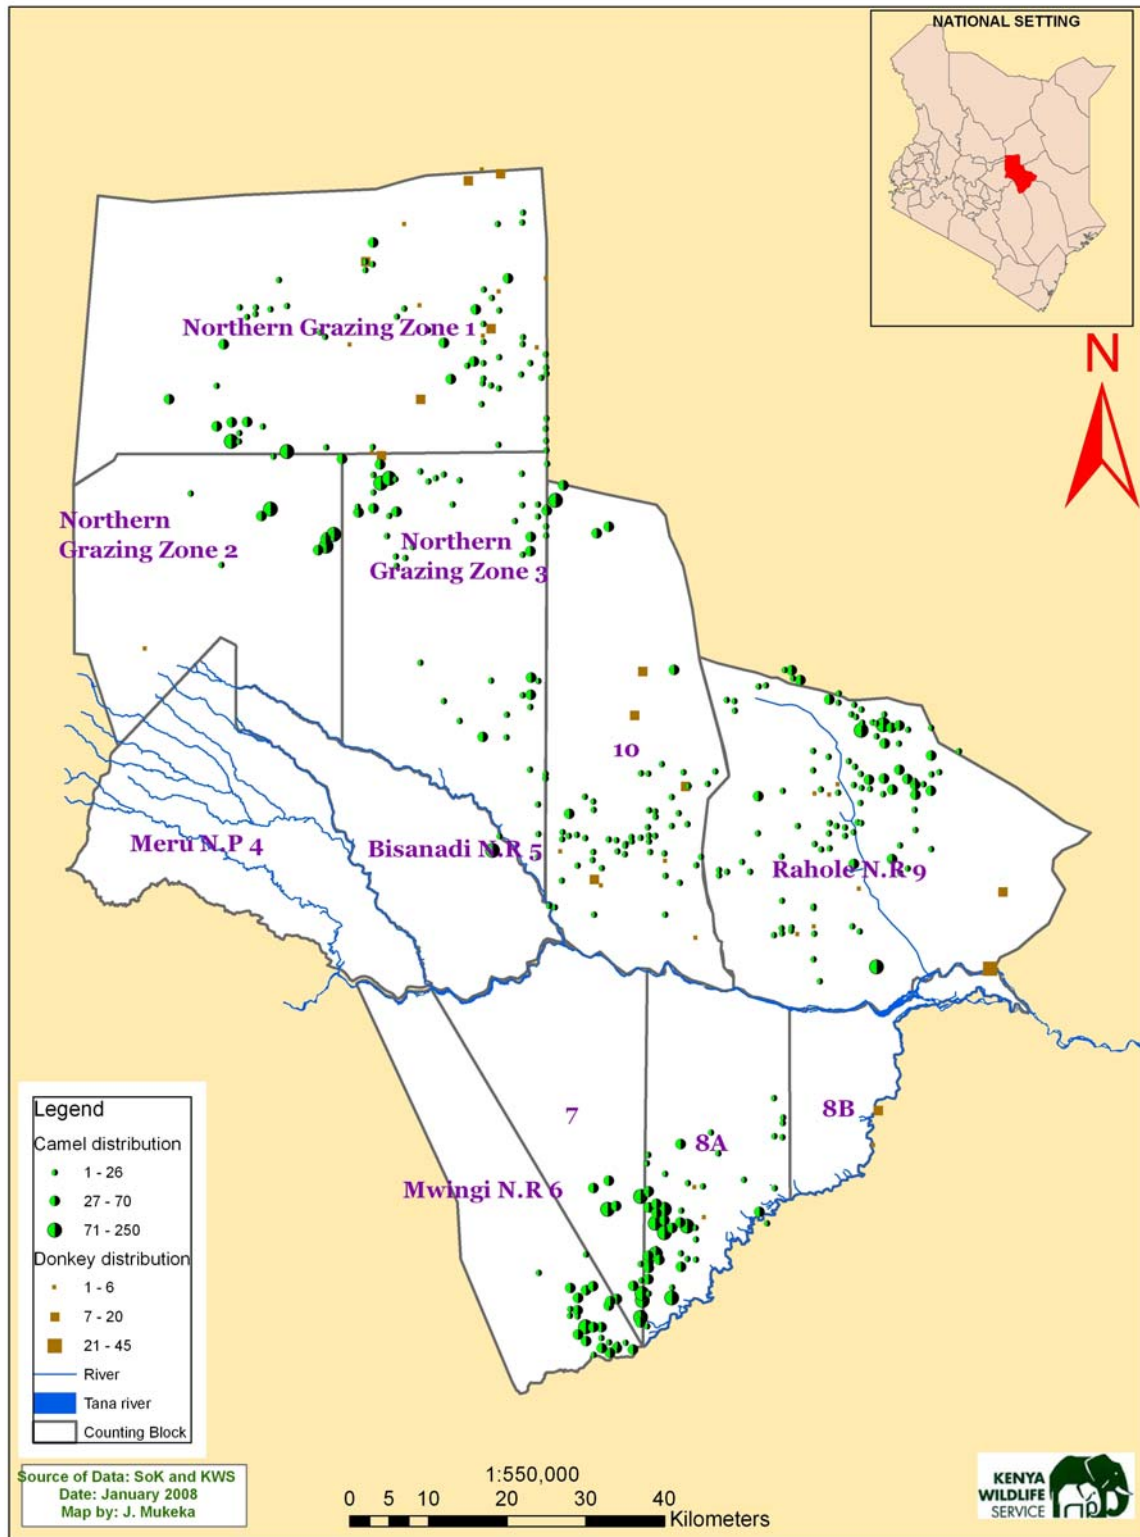 NATIONAL SETTING
N
Northern Grazing Zone 1
Northern
Grazing Zone 2
Northern
Grazing Zone 3
10
Meru N.P 4
Bisanadi N.R 5
Rahole N.R 9
7
8A
8B
Mwingi N.R 6
Legend
Camel distribution
1 - 26
27 - 70
71 - 250
Donkey distribution
1 - 6
7 - 20
21 - 45
River
Tana river
Counting Block
Source of Data: SoK and KWS
Date: January 2008
Map by: J. Mukeka
1:550,000
0 5 10 20 30 40
Kilometers
KENYA
WILDLIFE
SERVICE